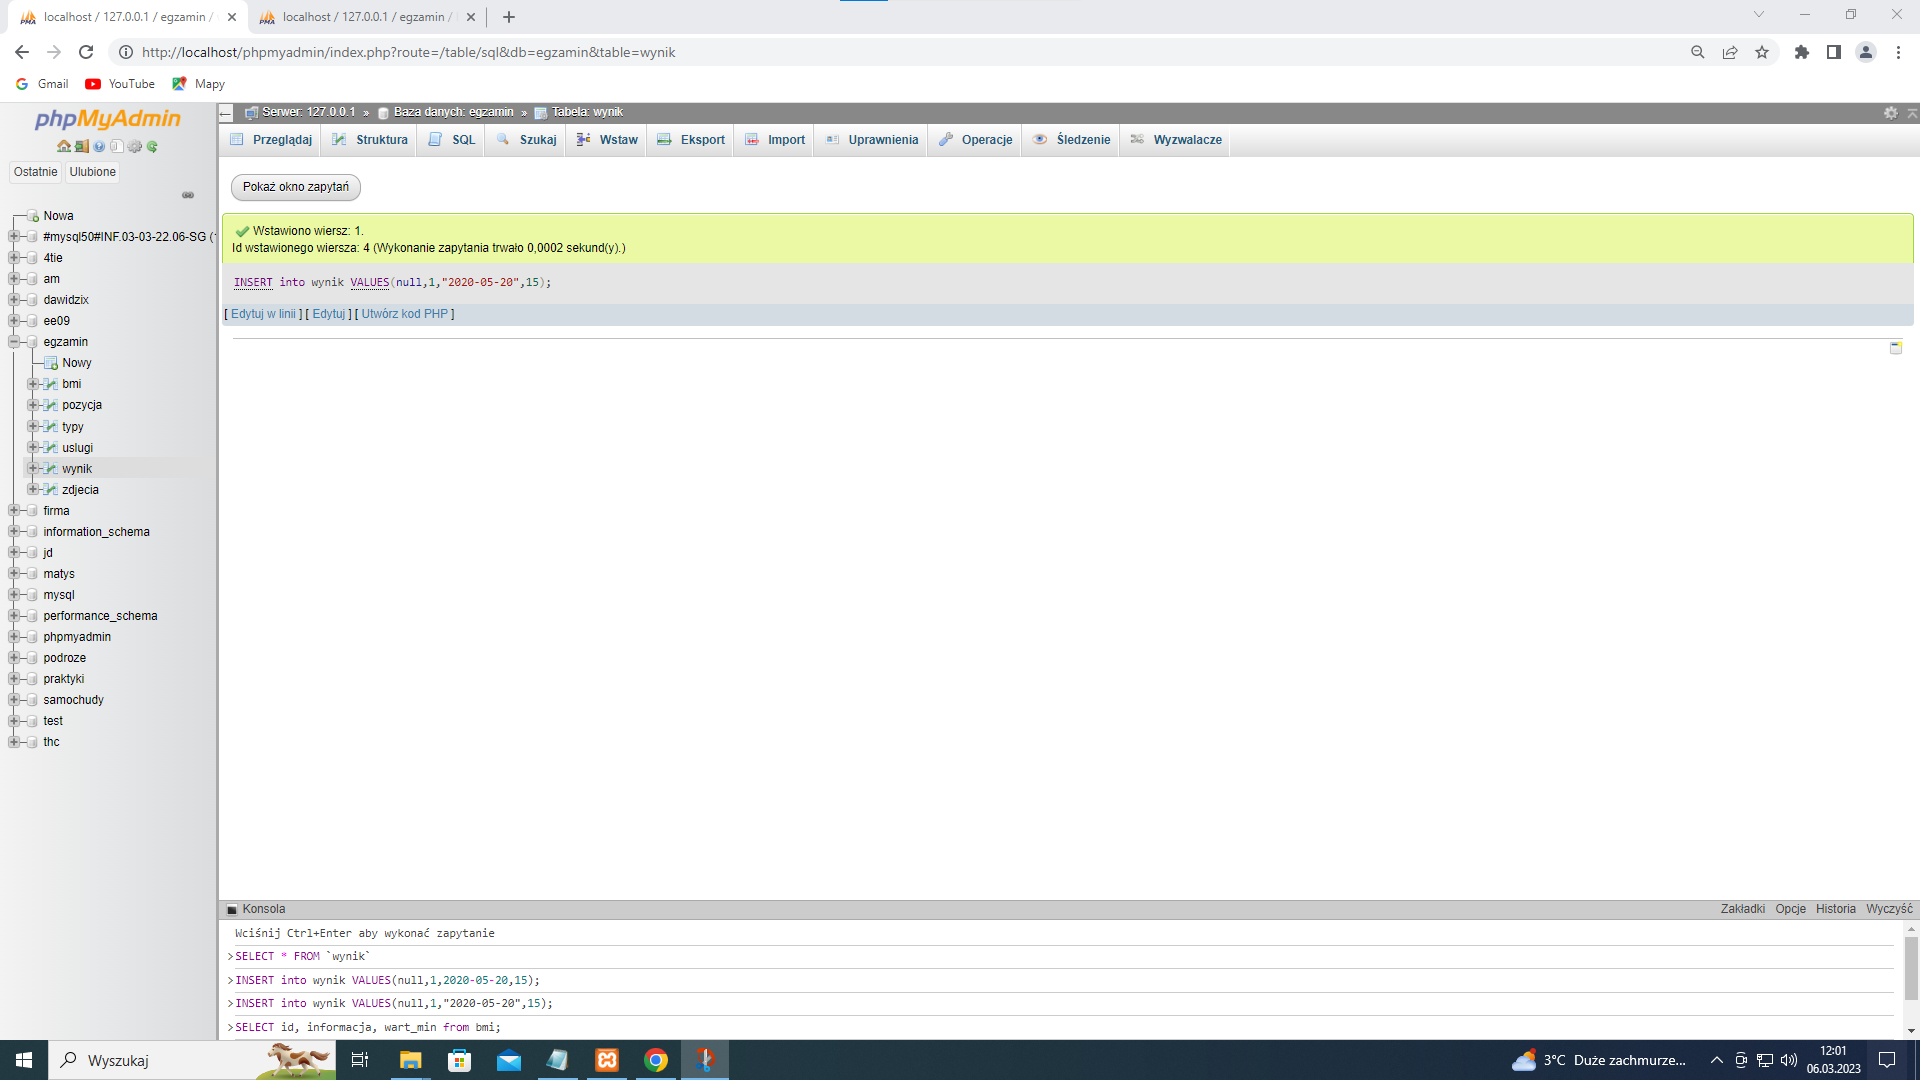 localhost / 127.0.0.1 / egzamin /
localhost / 127.0.0.1 / egzamin /
http://localhost/phpmyadmin/index.php?route=/table/sql&db=egzamin&table=wynik
Gmail
YouTube
Mapy
phpMyAdmin
Ostatnie
Ulubione
Nowa
#mysql50#INF.03-03-22.06-SG (1
4tie
am
dawidzix
ee09
egzamin
Nowy
bmi
pozycja
typy
uslugi
wynik
zdjecia
firma
information_schema
jd
matys
mysql
performance_schema
phpmyadmin
podroze
praktyki
samochudy
test
thc
Serwer: 127.0.0.1 » Baza danych: egzamin » Tabela: wynik
Przeglądaj Struktura SQL Szukaj Wstaw Eksport Import Uprawnienia Operacje Śledzenie Wyzwalacze
Pokaż okno zapytań
Wstawiono wiersz: 1.
Id wstawionego wiersza: 4 (Wykonanie zapytania trwało 0,0002 sekund(y).)
INSERT into wynik VALUES(null,1,"2020-05-20",15);
[ Edytuj w linii ] [ Edytuj ] [ Utwórz kod PHP ]
Konsola
Zakładki Opcje Historia Wyczyść
Wciśnij Ctrl+Enter aby wykonać zapytanie
>SELECT * FROM `wynik`
>INSERT into wynik VALUES(null,1,2020-05-20,15);
>INSERT into wynik VALUES(null,1,"2020-05-20",15);
>SELECT id, informacja, wart_min from bmi;
Wyszukaj
3°C Duże zachmurze...
12:01
06.03.2023